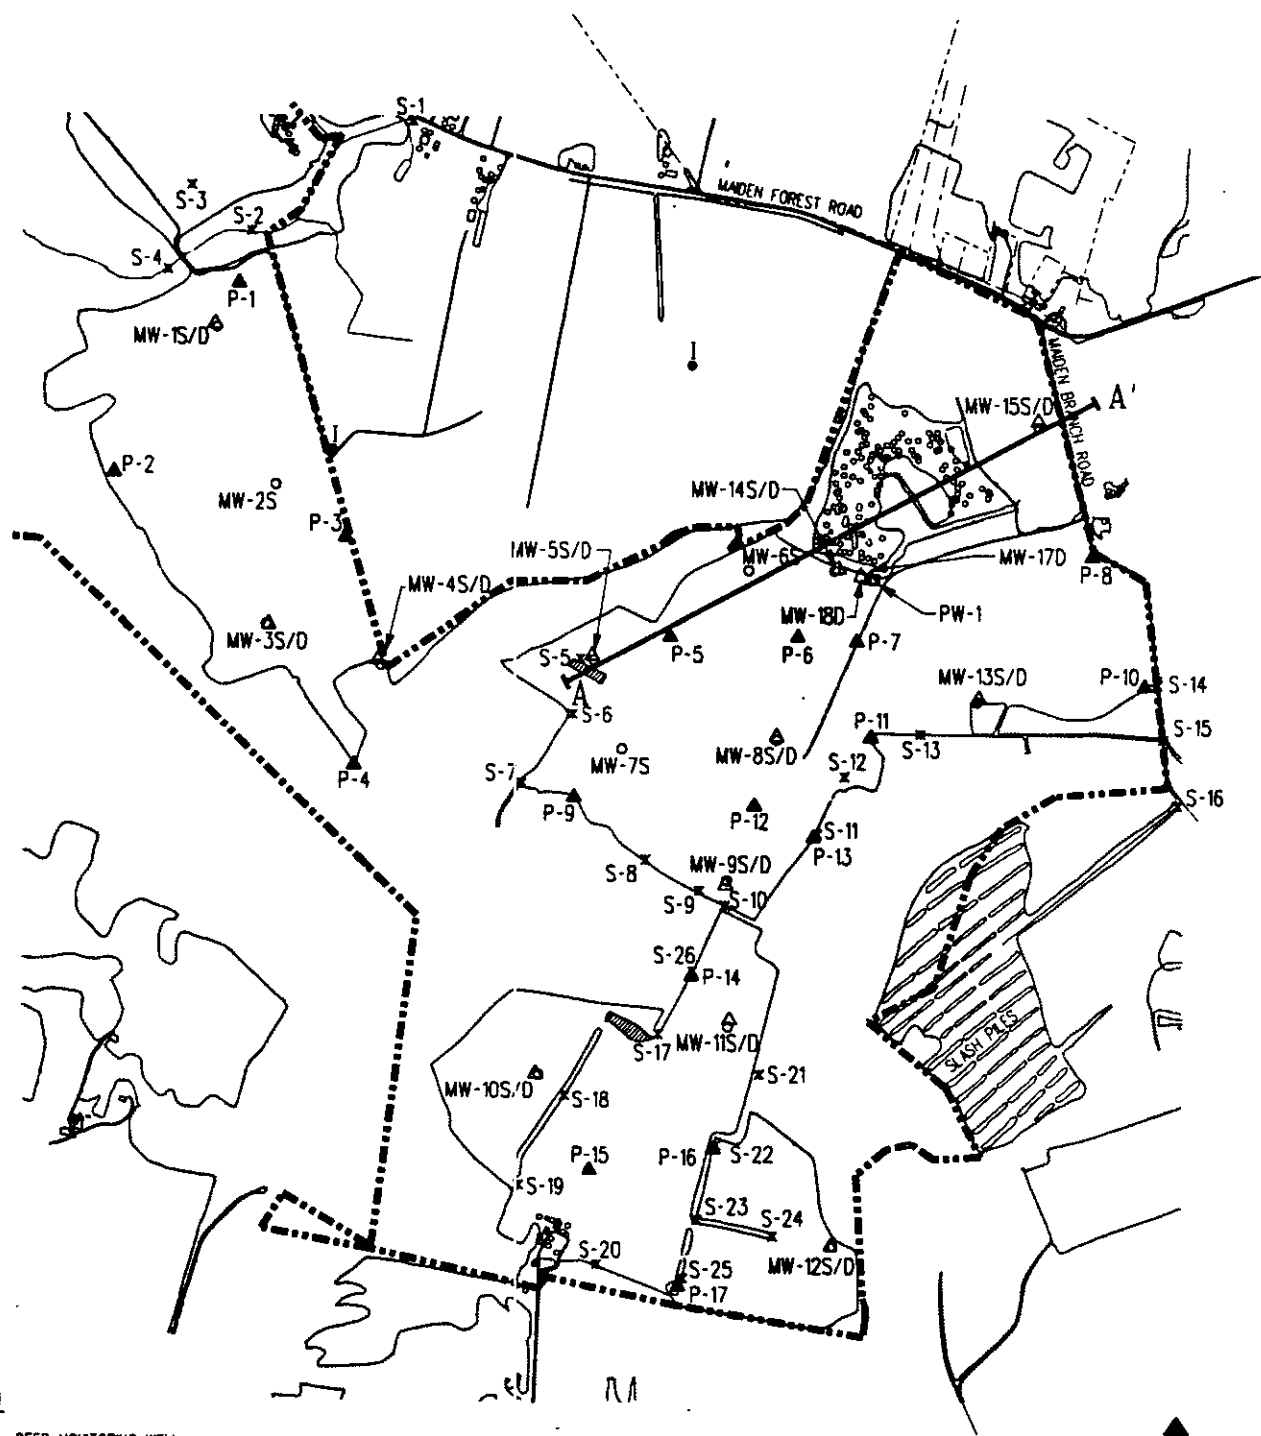 S-1
MAIDEN FOREST ROAD
S-3
S-2
S-4
P-1
MW-1S/D
I
MAIDEN BRANCH ROAD
A'
MW-15S/D
I
P-2
MW-2S
MW-14S/D
P-3
MW-5S/D
MW-4S/D
MW-6S
MW-17D
P-8
MW-18D
PW-1
MW-3S/D
S-5
P-5
P-6
P-7
MW-13S/D
P-10
S-14
A
S-6
P-11
S-13
S-15
MW-8S/D
MW-7S
S-12
P-4
S-7
P-9
P-12
S-16
S-11
P-13
S-8
MW-9S/D
S-9
S-10
S-26
P-14
SLASH PILES
S-17
MW-11S/D
MW-10S/D
S-21
S-18
P-15
P-16
S-22
S-19
S-23
S-24
S-20
MW-12S/D
S-25
P-17